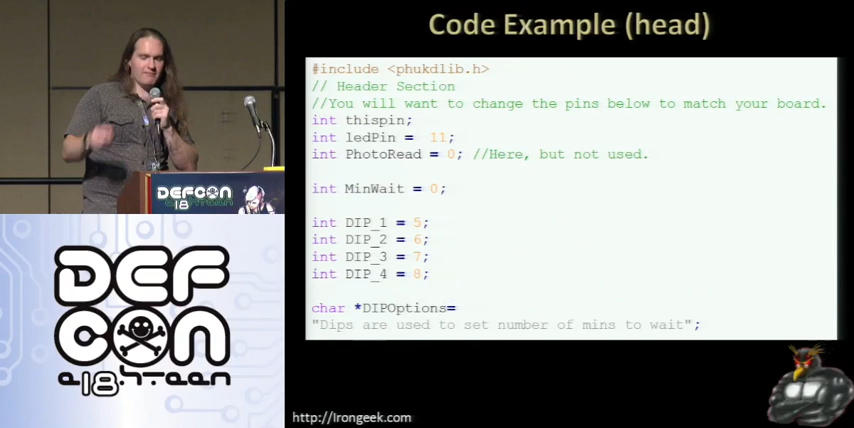 Code Example (head)
#include <phukdlib.h>
// Header Section
//You will want to change the pins below to match your board.
int thispin;
int ledPin = 11;
int PhotoRead = 0; //Here, but not used.
int MinWait = 0;
int DIP_1 = 5;
int DIP_2 = 6;
int DIP_3 = 7;
int DIP_4 = 8;
char *DIPOptions=
"Dips are used to set number of mins to wait";
DEFCON
18
DEF
CON
e18hteen
http://Irongeek.com